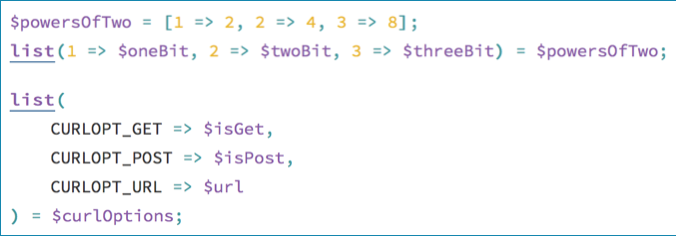 $powersOfTwo = [1 => 2, 2 => 4, 3 => 8];
list(1 => $oneBit, 2 => $twoBit, 3 => $threeBit) = $powersOfTwo;
list(
    CURLOPT_GET => $isGet,
    CURLOPT_POST => $isPost,
    CURLOPT_URL => $url
) = $curlOptions;